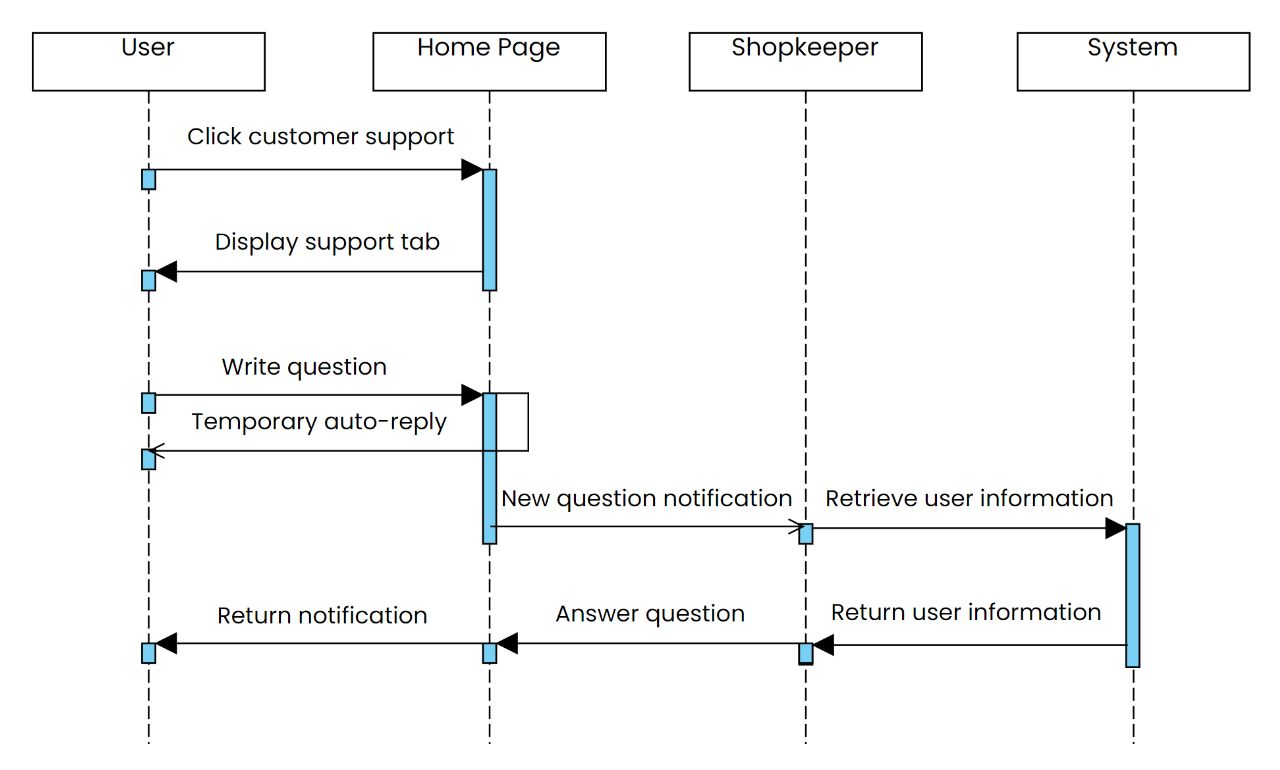 User
Home Page
Shopkeeper
System
Click customer support
Display support tab
Write question
Temporary auto-reply
New question notification
Retrieve user information
Return notification
Answer question
Return user information